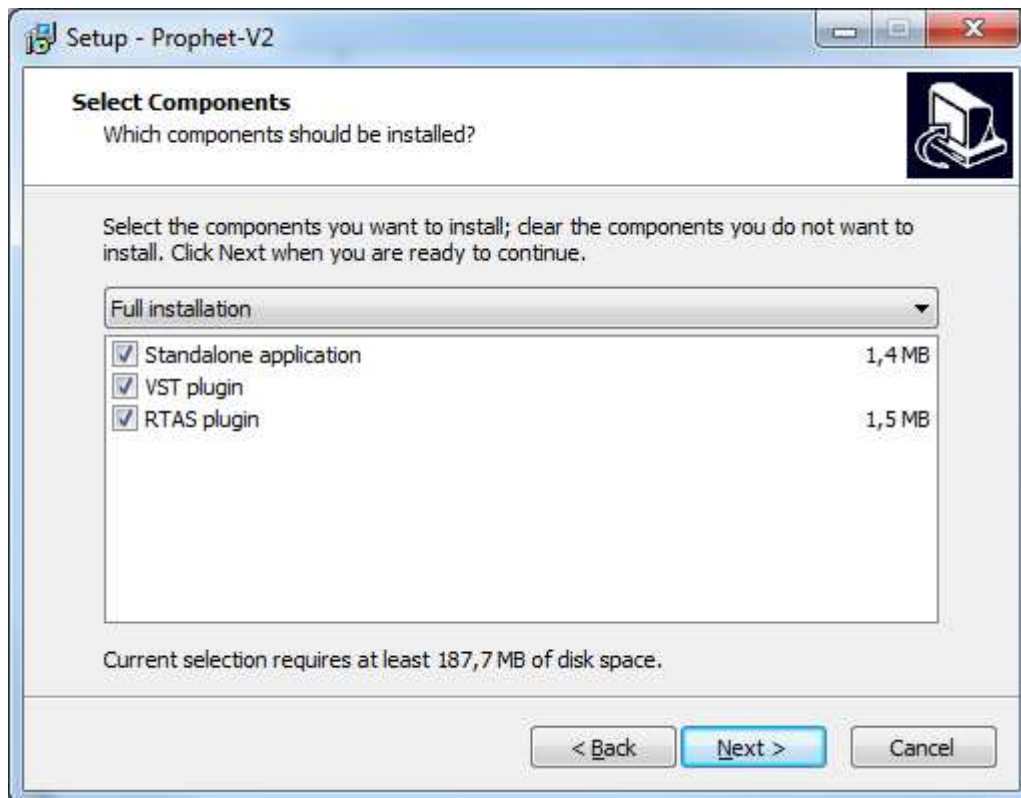 Setup - Prophet-V2
Select Components
Which components should be installed?
Select the components you want to install; clear the components you do not want to
install. Click Next when you are ready to continue.
Full installation
Standalone application 1,4 MB
VST plugin
RTAS plugin 1,5 MB
Current selection requires at least 187,7 MB of disk space.
< Back Next > Cancel